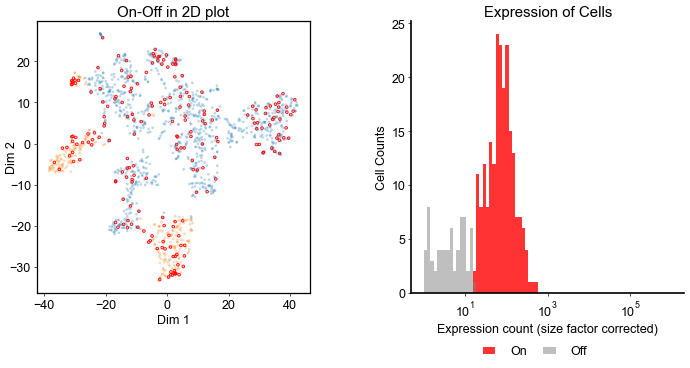 On-Off in 2D plot
Dim 2
20
10
0
−10
−20
−30
−40
−20
0
20
40
Dim 1
Expression of Cells
Cell Counts
25
20
15
10
5
0
10^1
10^3
10^5
Expression count (size factor corrected)
On
Off